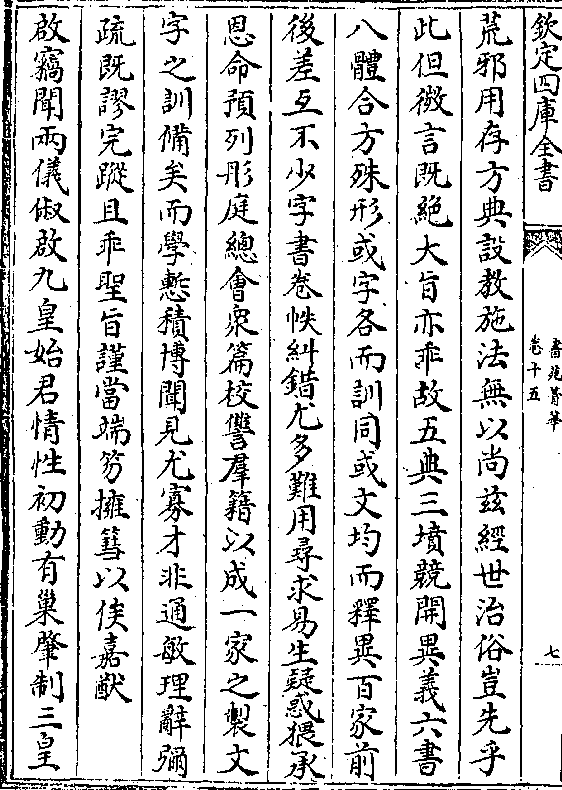 欽定四庫全書
書苑菁華
卷十五
七
荒邪用存方典設教施法無以尚兹經世治俗豈先乎
此但微言既絶大旨亦乖故五典三墳競開異義六書
八體合方殊形或字各而訓同或文均而釋異百家前
後差互不少字書卷帙糾錯尤多難用尋求易生疑惑猥承
恩命預列彤庭總會衆篇校讐羣籍以成一家之製文
字之訓備矣而學慙積博聞見尤寡才非通敏理辭彌
疏既謬完蹤且乖聖旨謹當端笏擁篲以俟嘉猷
啟竊聞兩儀俶啟九皇始君情性初動有巢肇制三皇